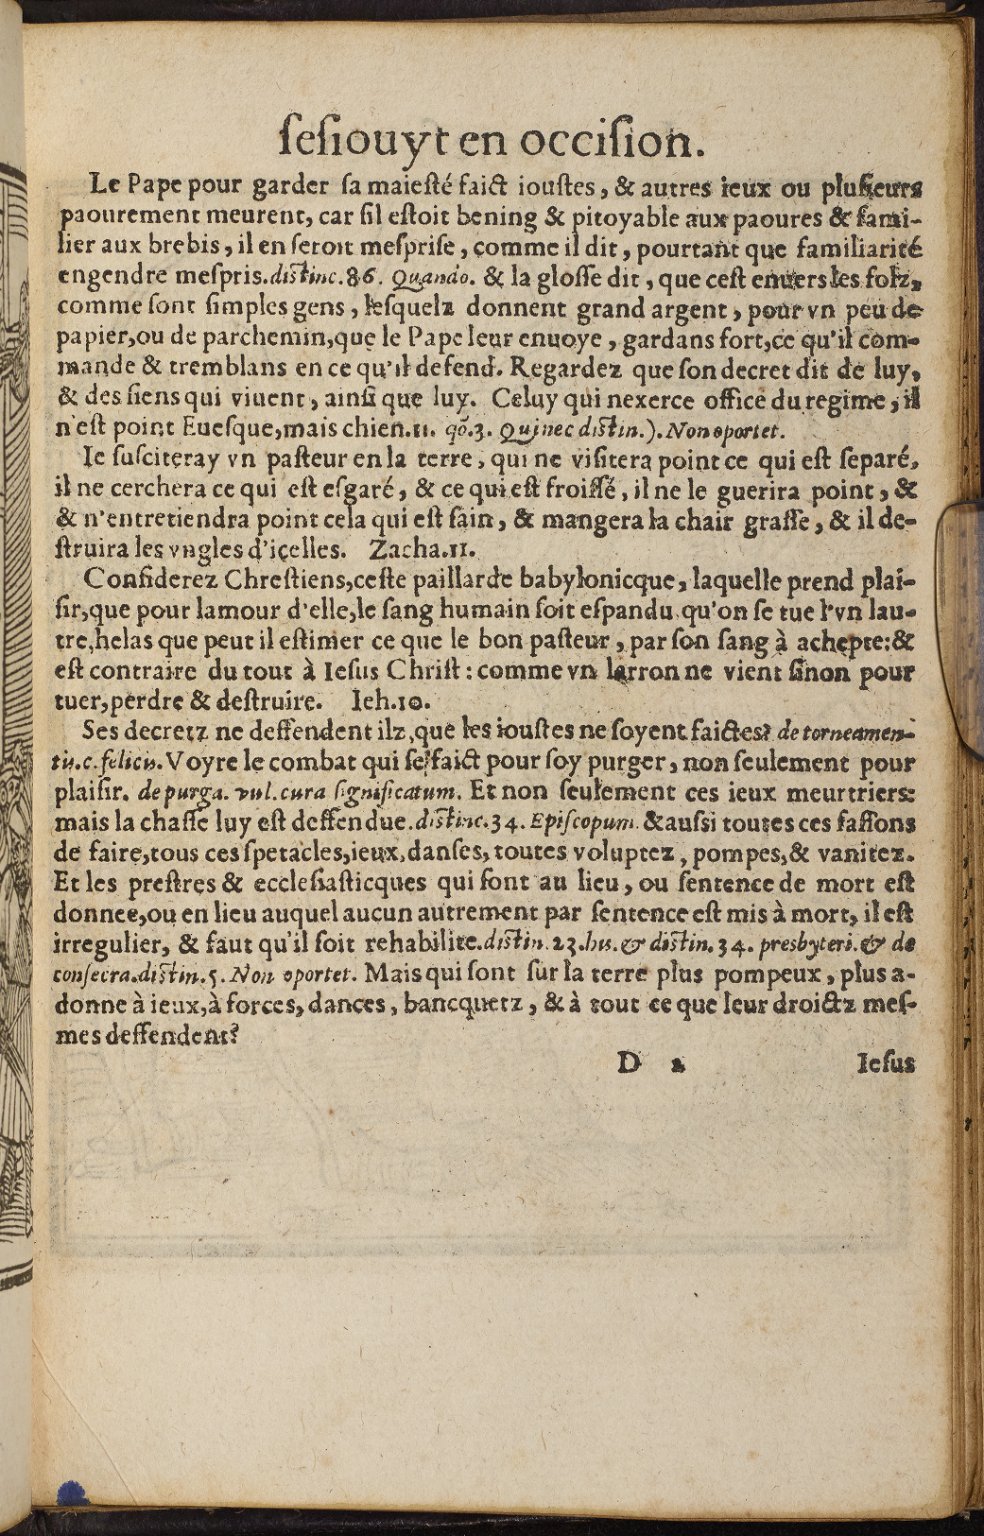 ſeſiouyt en occiſion.
Le Pape pour garder ſa maieſté faict iouſtes, & autres ieux ou pluſieurs
paourement meurent, car ſil eſtoit bening & pitoyable aux paoures & fami-
lier aux brebis, il en ſeroit meſpriſe, comme il dit, pourtant que familiarité
engendre meſpris. diſtinc. 86. Quando. & la gloſſe dit, que ceſt enuers les folz,
comme ſont ſimples gens, leſquelz donnent grand argent, pour vn peu de
papier, ou de parchemin, que le Pape leur enuoye, gardans fort, ce qu'il com-
mande & tremblans en ce qu'il defend. Regardez que ſon decret dit de luy,
& des ſiens qui viuent, ainſi que luy. Celuy qui nexerce office du regime, il
n'eſt point Eueſque, mais chien. 11. qõ. 3. Qui nec diſtin. ). Non oportet.
Ie ſuſciteray vn paſteur en la terre, qui ne viſitera point ce qui eſt ſeparé,
il ne cerchera ce qui eſt eſgaré, & ce qui eſt froiſſé, il ne le guerira point, &
& n'entretiendra point cela qui eſt ſain, & mangera la chair graſſe, & il de-
ſtruira les vngles d'icelles. Zacha. 11.
Conſiderez Chreſtiens, ceſte paillarde babylonicque, laquelle prend plai-
ſir, que pour lamour d'elle, le ſang humain ſoit eſpandu qu'on ſe tue l'vn lau-
tre, helas que peut il eſtimer ce que le bon paſteur, par ſon ſang à achepte: &
eſt contraire du tout à Ieſus Chriſt: comme vn larron ne vient ſinon pour
tuer, perdre & deſtruire. Ieh. 10.
Ses decretz ne deffendent ilz, que les iouſtes ne ſoyent faictes? de torneamen-
tis. c. felicis. Voyre le combat qui ſe faict pour ſoy purger, non ſeulement pour
plaiſir. de purga. vul. cura ſignificatum. Et non ſeulement ces ieux meurtriers:
mais la chaſſe luy eſt deffendue. diſtinc. 34. Epiſcopum. & auſsi toutes ces faſſons
de faire, tous ces ſpetacles, ieux, danſes, toutes voluptez, pompes, & vanitez.
Et les preſtres & eccleſiaſticques qui ſont au lieu, ou ſentence de mort eſt
donnee, ou en lieu auquel aucun autrement par ſentence eſt mis à mort, il eſt
irregulier, & faut qu'il ſoit rehabilite. diſtin. 23. his. & diſtin. 34. presbyteri. & de
conſecra. diſtin. 5. Non oportet. Mais qui ſont ſur la terre plus pompeux, plus a-
donne à ieux, à forces, dances, bancquetz, & à tout ce que leur droictz meſ-
mes deffendent?
D 2 Ieſus